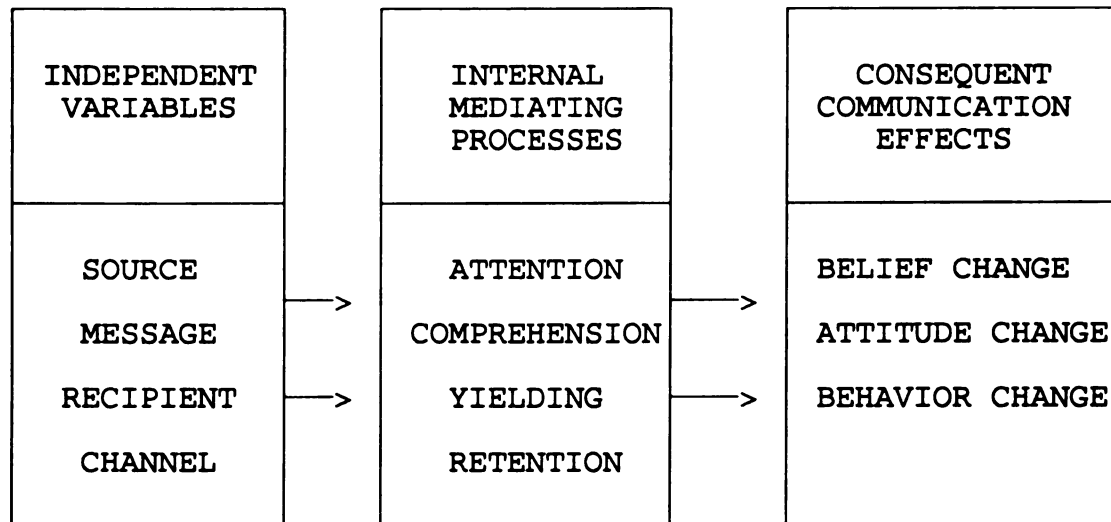 INDEPENDENT
VARIABLES
SOURCE
MESSAGE
RECIPIENT
CHANNEL
INTERNAL
MEDIATING
PROCESSES
ATTENTION
COMPREHENSION
YIELDING
RETENTION
CONSEQUENT
COMMUNICATION
EFFECTS
BELIEF CHANGE
ATTITUDE CHANGE
BEHAVIOR CHANGE